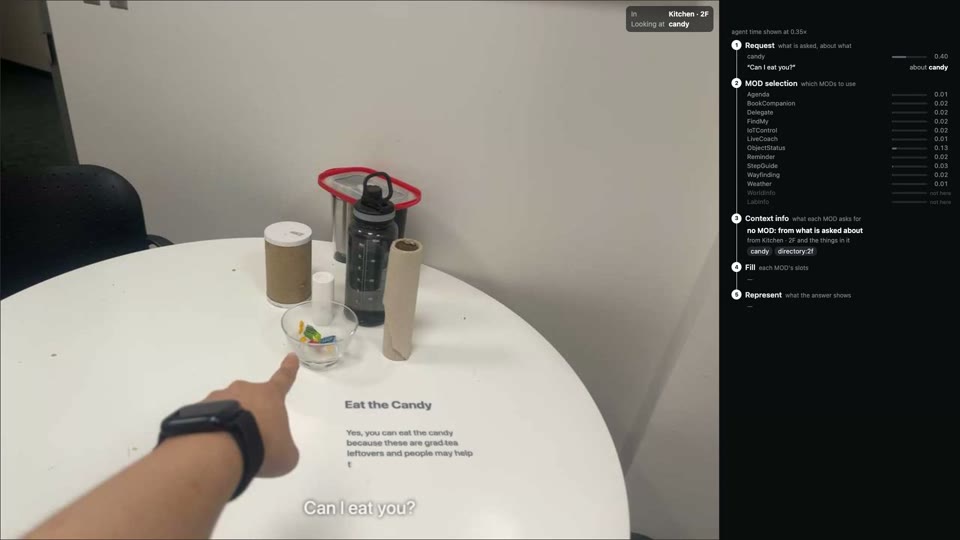 In Kitchen · 2F
Looking at candy
Eat the Candy
Yes, you can eat the candy
because these are grad-tea
leftovers and people may help
t
Can I eat you?
agent time shown at 0.35×
1 Request what is asked, about what
candy 0.40
"Can I eat you?" about candy
2 MOD selection which MODs to use
Agenda 0.01
BookCompanion 0.02
Delegate 0.02
FindMy 0.02
IoTControl 0.02
LiveCoach 0.01
ObjectStatus 0.13
Reminder 0.02
StepGuide 0.03
Wayfinding 0.02
Weather 0.01
WorldInfo not here
LabInfo not here
3 Context info what each MOD asks for
no MOD: from what is asked about
from Kitchen · 2F and the things in it
candy directory:2f
4 Fill each MOD's slots
—
5 Represent what the answer shows
—